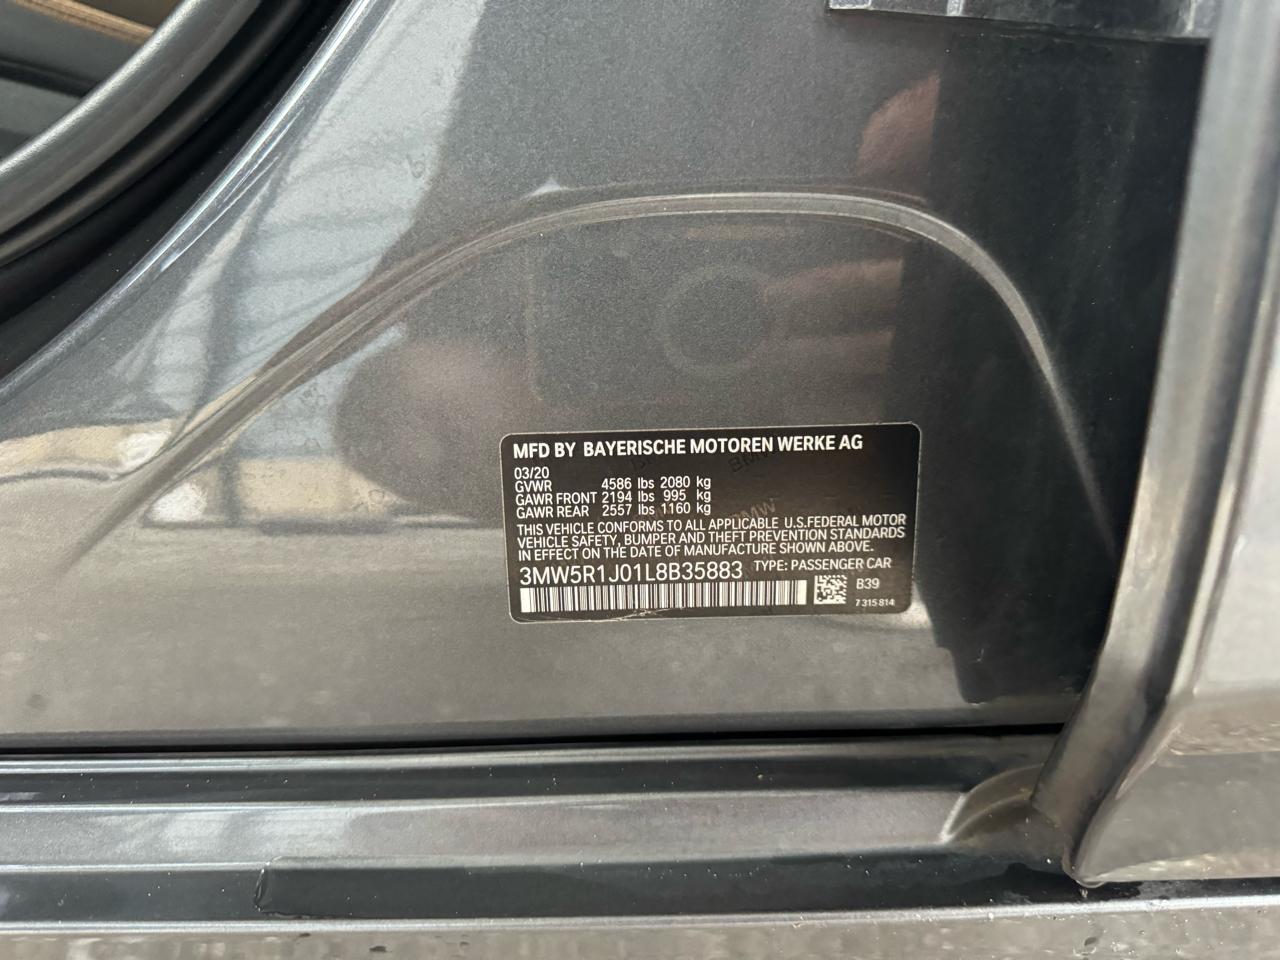 MFD BY BAYERISCHE MOTOREN WERKE AG
03/20
GVWR 4586 lbs 2080 kg
GAWR FRONT 2194 lbs 995 kg
GAWR REAR 2557 lbs 1160 kg
THIS VEHICLE CONFORMS TO ALL APPLICABLE U.S.FEDERAL MOTOR
VEHICLE SAFETY, BUMPER AND THEFT PREVENTION STANDARDS
IN EFFECT ON THE DATE OF MANUFACTURE SHOWN ABOVE.
3MW5R1J01L8B35883 TYPE: PASSENGER CAR
B39
7 315 814